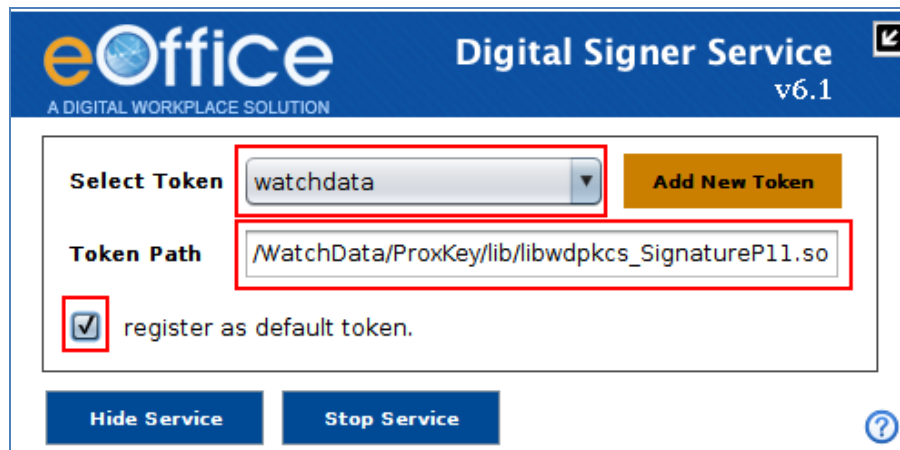 eOffice
A DIGITAL WORKPLACE SOLUTION
Digital Signer Service
v6.1
Select Token watchdata Add New Token
Token Path /WatchData/ProxKey/lib/libwdpkcs_SignatureP11.so
register as default token.
Hide Service Stop Service ?